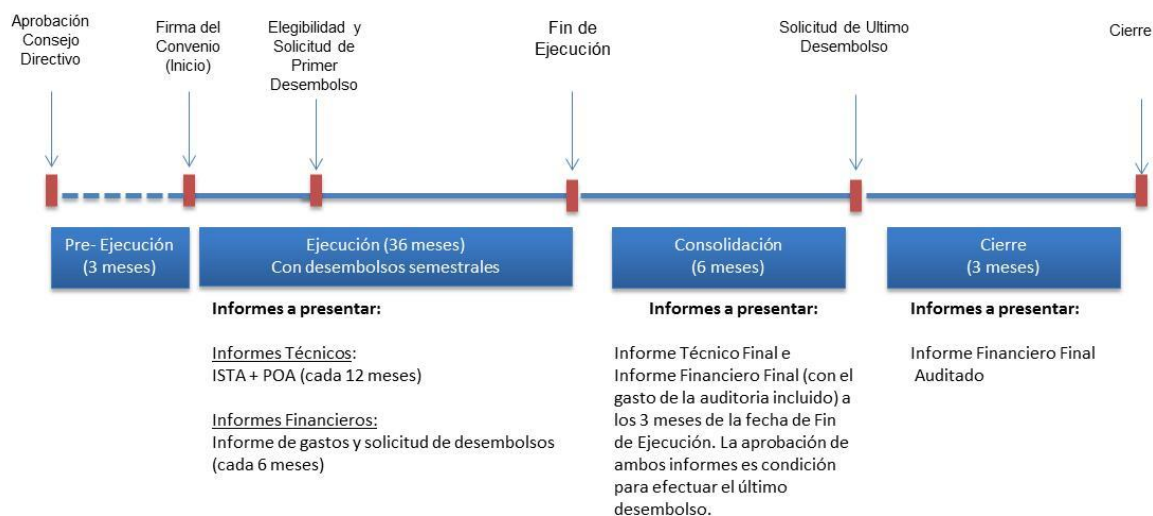 Aprobación
Consejo
Directivo
Firma del
Convenio
(Inicio)
Elegibilidad y
Solicitud de
Primer
Desembolso
Fin de
Ejecución
Solicitud de Ultimo
Desembolso
Cierre
Pre- Ejecución
(3 meses)
Ejecución (36 meses)
Con desembolsos semestrales
Consolidación
(6 meses)
Cierre
(3 meses)
Informes a presentar:
Informes Técnicos:
ISTA + POA (cada 12 meses)
Informes Financieros:
Informe de gastos y solicitud de desembolsos
(cada 6 meses)
Informes a presentar:
Informe Técnico Final e
Informe Financiero Final (con el
gasto de la auditoria incluido) a
los 3 meses de la fecha de Fin
de Ejecución. La aprobación de
ambos informes es condición
para efectuar el último
desembolso.
Informes a presentar:
Informe Financiero Final
Auditado